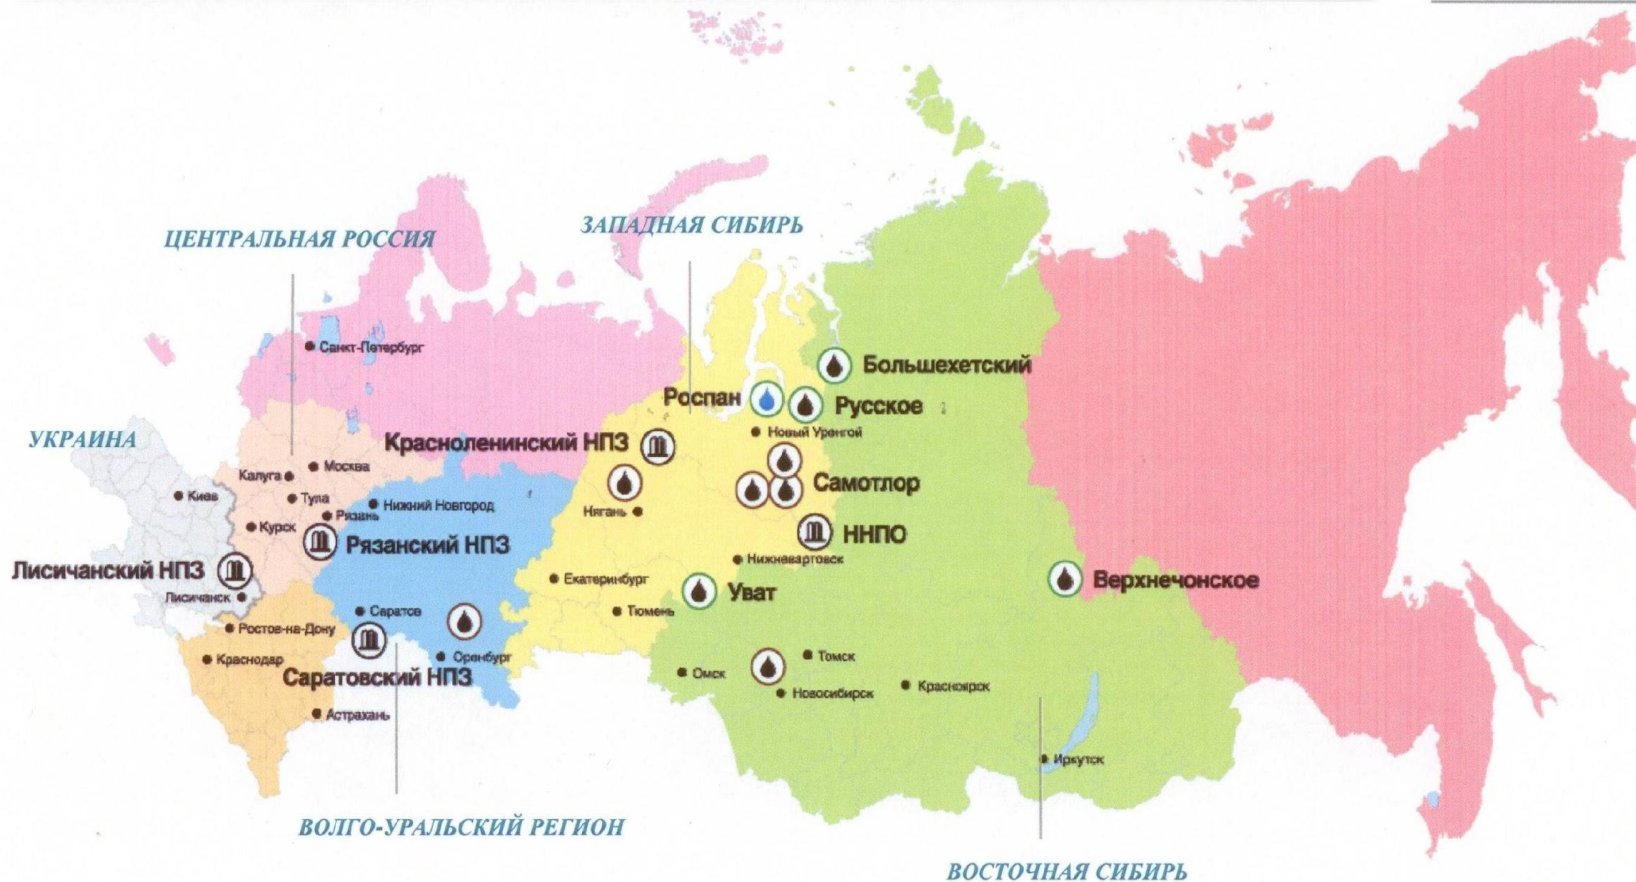 ЦЕНТРАЛЬНАЯ РОССИЯ
ЗАПАДНАЯ СИБИРЬ
Санкт-Петербург
Большехетский
Роспан
Русское
УКРАИНА
Красноленинский НПЗ
Новый Уренгой
Калуга
Москва
Самотлор
Киев
Тула
Нижний Новгород
Нягань
Курск
Рязань
Рязанский НПЗ
ННПО
Лисичанский НПЗ
Нижневартовск
Екатеринбург
Верхнечонское
Лисичанск
Уват
Саратов
Тюмень
Ростов-на-Дону
Краснодар
Оренбург
Томск
Саратовский НПЗ
Омск
Новосибирск
Красноярск
Астрахань
Иркутск
ВОЛГО-УРАЛЬСКИЙ РЕГИОН
ВОСТОЧНАЯ СИБИРЬ